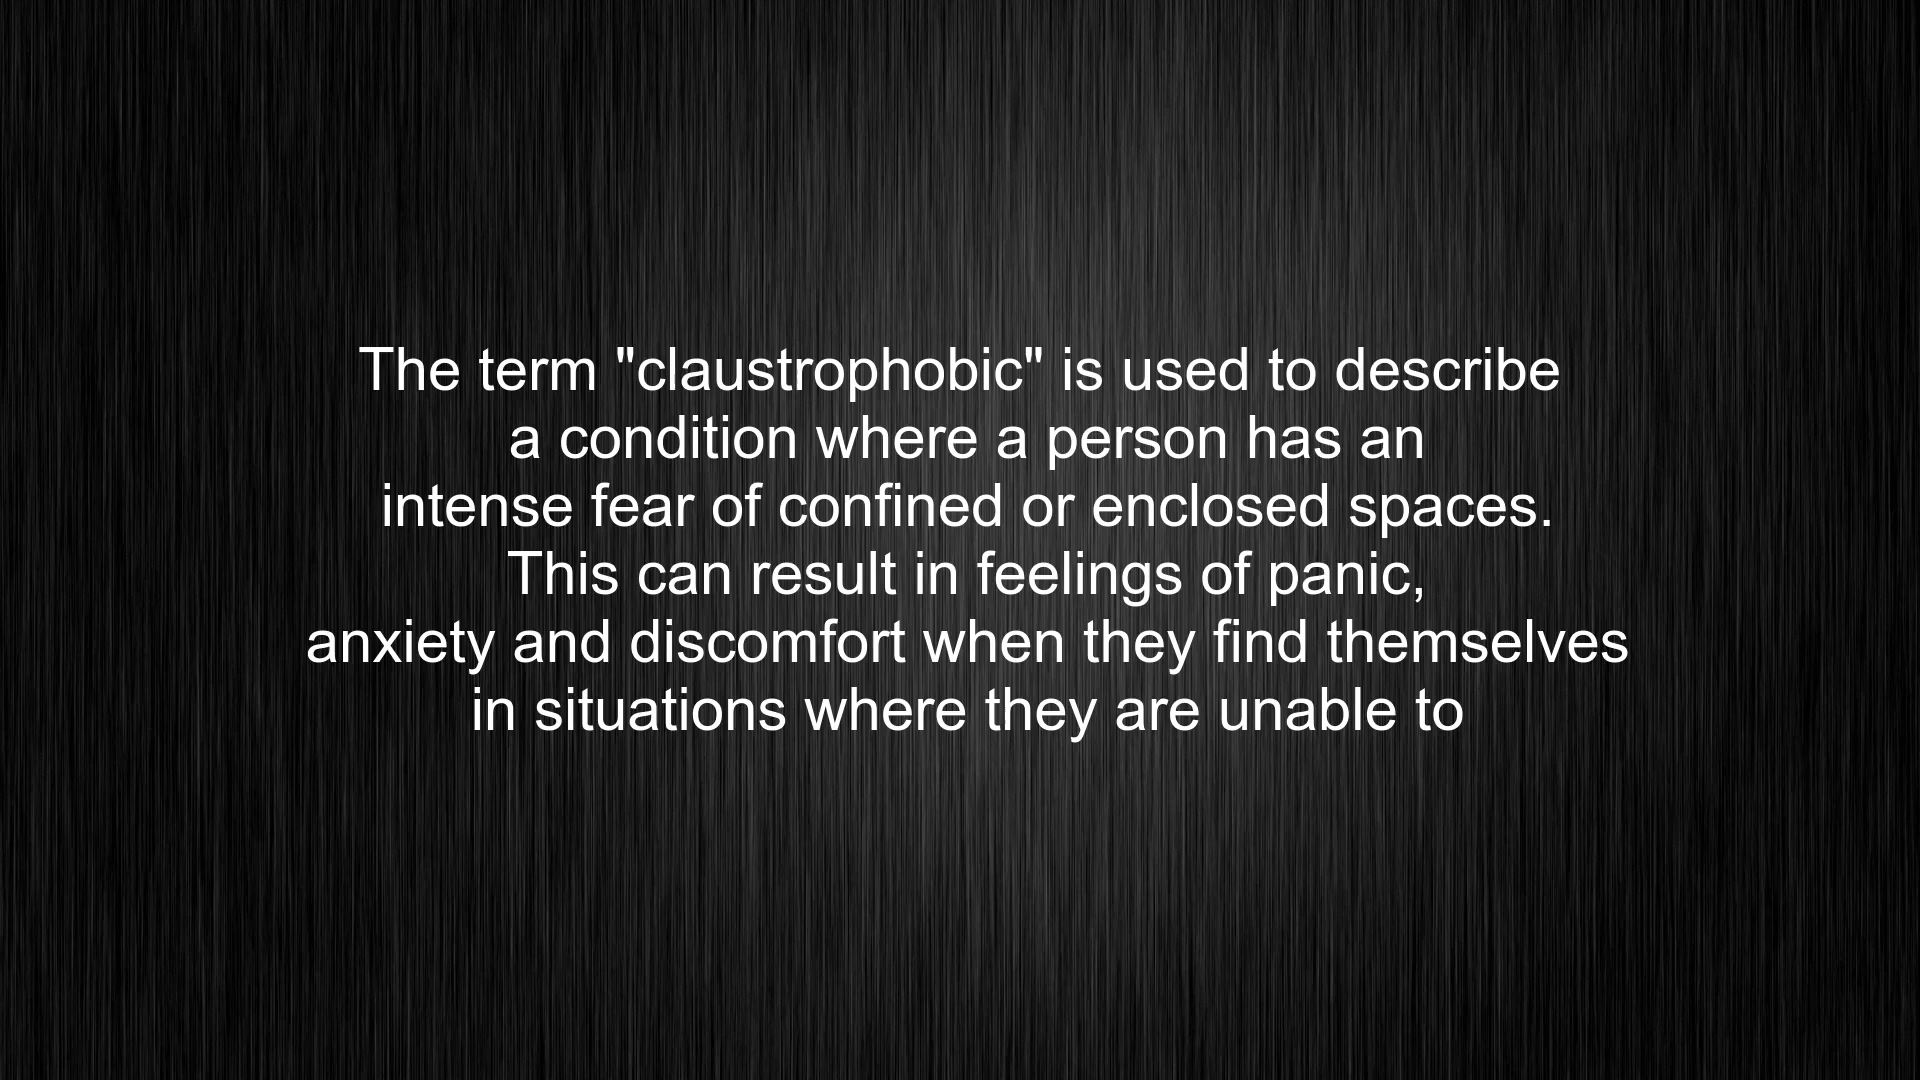 The term "claustrophobic" is used to describe
a condition where a person has an
intense fear of confined or enclosed spaces.
This can result in feelings of panic,
anxiety and discomfort when they find themselves
in situations where they are unable to